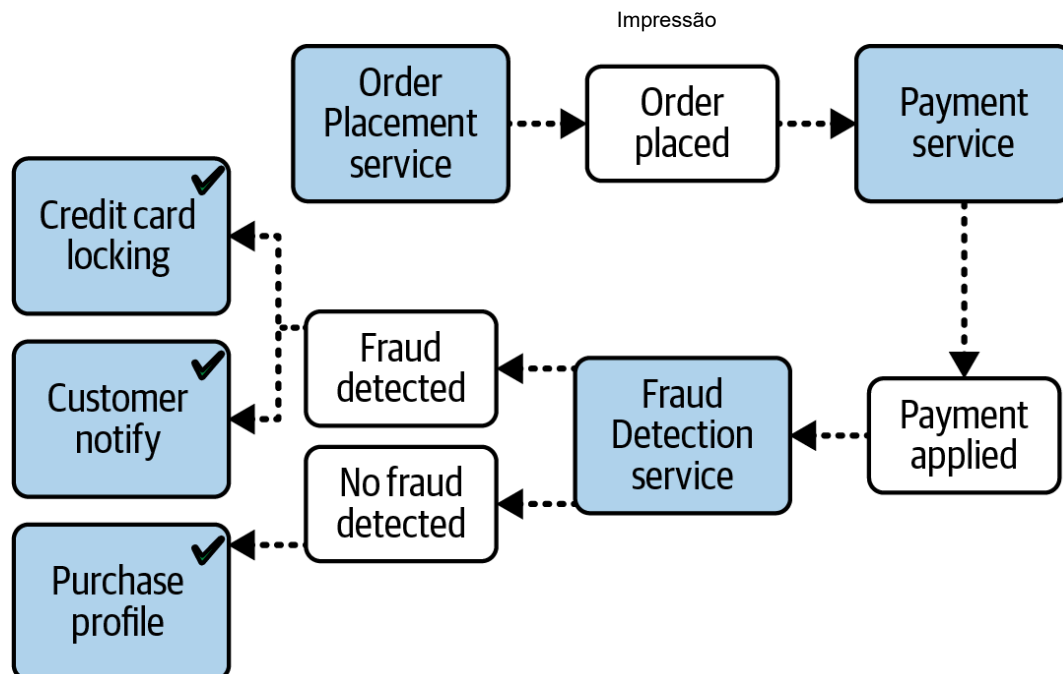 Impressão
Order
Placement
service
Order
placed
Payment
service
Credit card
locking
Fraud
detected
Customer
notify
Fraud
Detection
service
Payment
applied
No fraud
detected
Purchase
profile